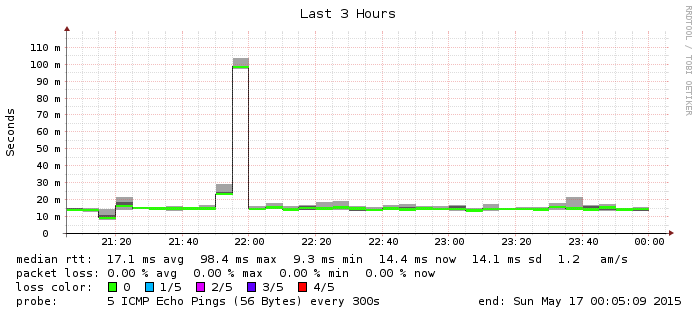 Last 3 Hours
RRDTOOL / TOBI OETIKER
Seconds
110 m
100 m
90 m
80 m
70 m
60 m
50 m
40 m
30 m
20 m
10 m
0
21:20 21:40 22:00 22:20 22:40 23:00 23:20 23:40 00:00
median rtt: 17.1 ms avg 98.4 ms max 9.3 ms min 14.4 ms now 14.1 ms sd 1.2 am/s
packet loss: 0.00 % avg 0.00 % max 0.00 % min 0.00 % now
loss color: 0 1/5 2/5 3/5 4/5
probe: 5 ICMP Echo Pings (56 Bytes) every 300s end: Sun May 17 00:05:09 2015